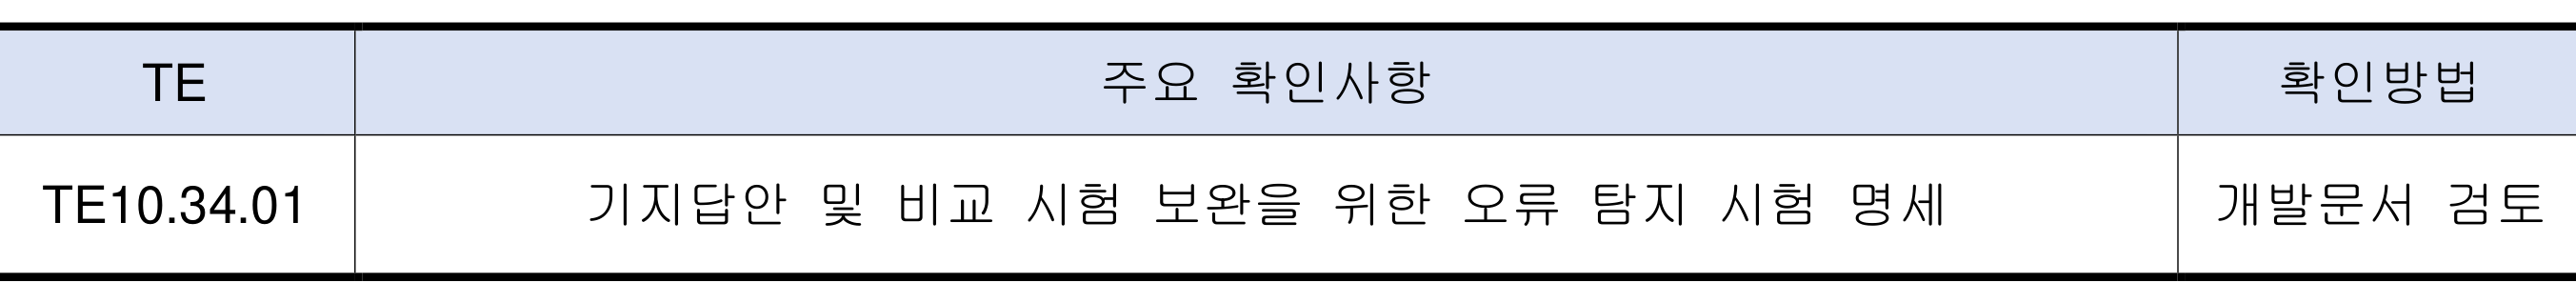 TE 주요 확인사항 확인방법
TE10.34.01 기지답안 및 비교 시험 보완을 위한 오류 탐지 시험 명세 개발문서 검토